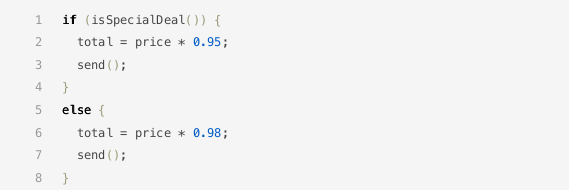 1 if (isSpecialDeal()) {
2   total = price * 0.95;
3   send();
4 }
5 else {
6   total = price * 0.98;
7   send();
8 }